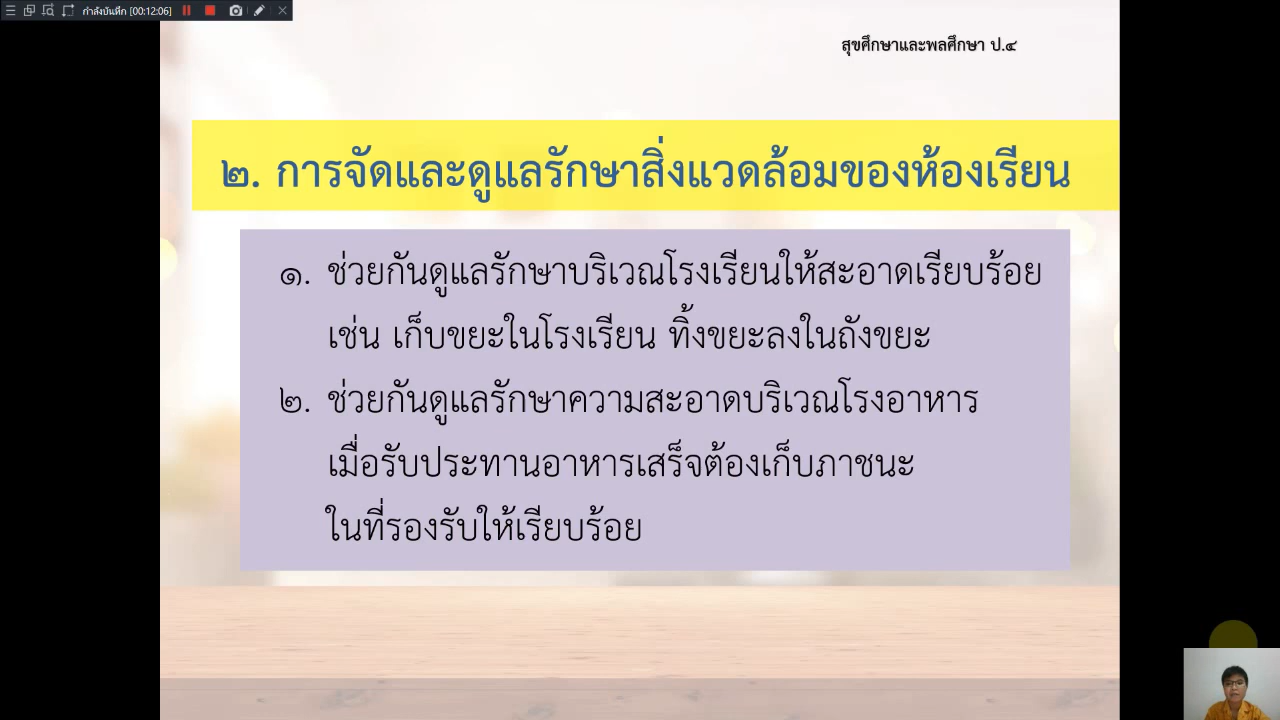 กำลังบันทึก [00:12:06]
สุขศึกษาและพลศึกษา ป.๔
๒. การจัดและดูแลรักษาสิ่งแวดล้อมของห้องเรียน
๑. ช่วยกันดูแลรักษาบริเวณโรงเรียนให้สะอาดเรียบร้อย
เช่น เก็บขยะในโรงเรียน ทิ้งขยะลงในถังขยะ
๒. ช่วยกันดูแลรักษาความสะอาดบริเวณโรงอาหาร
เมื่อรับประทานอาหารเสร็จต้องเก็บภาชนะ
ในที่รองรับให้เรียบร้อย